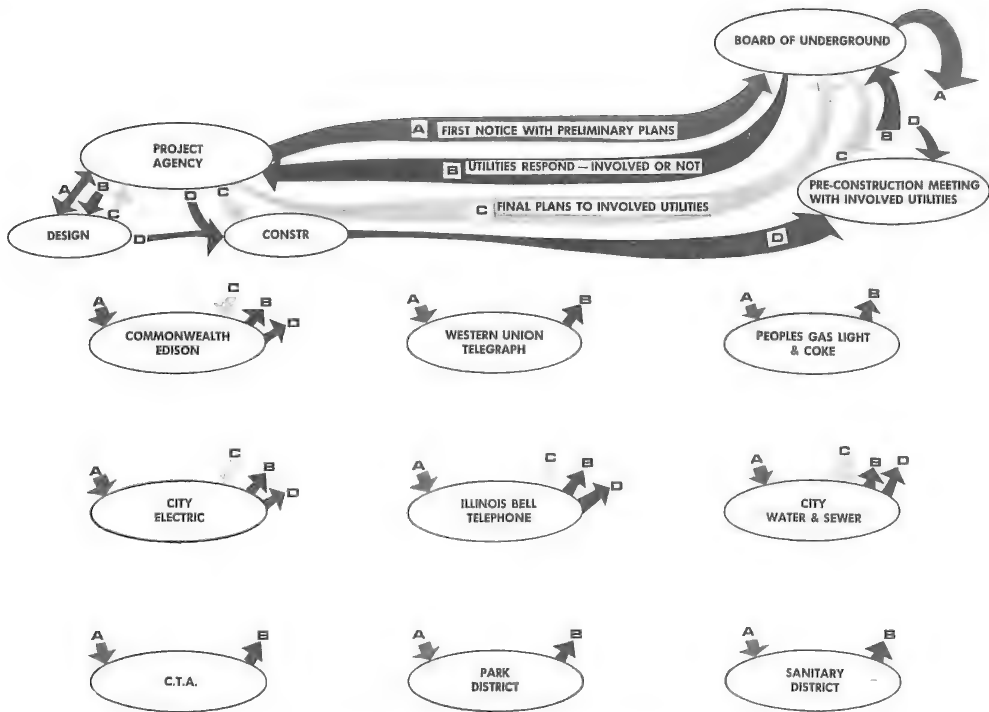 BOARD OF UNDERGROUND
A
A FIRST NOTICE WITH PRELIMINARY PLANS
B
D
PROJECT
AGENCY
C
B UTILITIES RESPOND — INVOLVED OR NOT
A
B
D
C
PRE-CONSTRUCTION MEETING
WITH INVOLVED UTILITIES
C
C FINAL PLANS TO INVOLVED UTILITIES
DESIGN
D
CONSTR
D
A
C
B
D
COMMONWEALTH
EDISON
A
B
WESTERN UNION
TELEGRAPH
A
B
PEOPLES GAS LIGHT
& COKE
A
C
B
D
CITY
ELECTRIC
A
C
B
D
ILLINOIS BELL
TELEPHONE
A
C
B
D
CITY
WATER & SEWER
A
B
C.T.A.
A
B
PARK
DISTRICT
A
B
SANITARY
DISTRICT